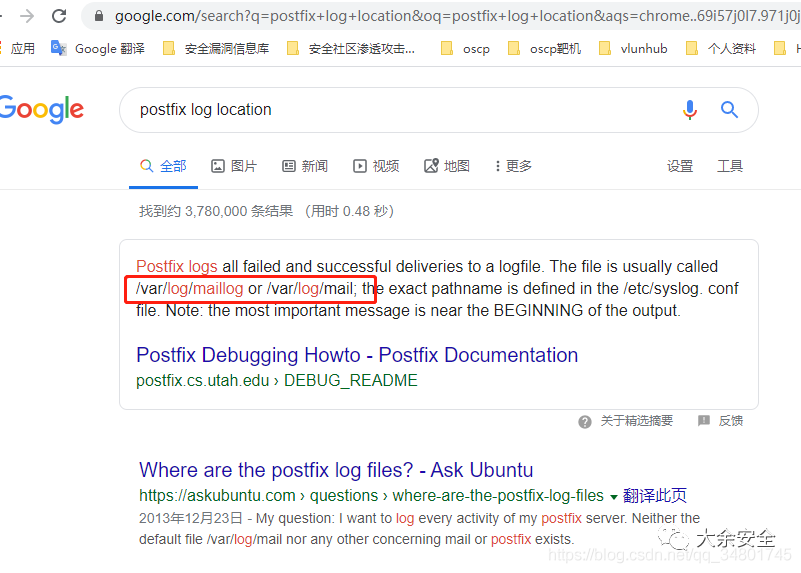 google.com/search?q=postfix+log+location&oq=postfix+log+location&aqs=chrome..69i57j0l7.971j0j
应用 Google 翻译 安全漏洞信息库 安全社区渗透攻击... oscp oscp靶机 vlunhub 个人资料 H
Google postfix log location
全部 图片 新闻 视频 地图 更多 设置 工具
找到约 3,780,000 条结果 （用时 0.48 秒）
Postfix logs all failed and successful deliveries to a logfile. The file is usually called
/var/log/maillog or /var/log/mail; the exact pathname is defined in the /etc/syslog. conf
file. Note: the most important message is near the BEGINNING of the output.
Postfix Debugging Howto - Postfix Documentation
postfix.cs.utah.edu › DEBUG_README
关于精选摘要 反馈
Where are the postfix log files? - Ask Ubuntu
https://askubuntu.com › questions › where-are-the-postfix-log-files 翻译此页
2013年12月23日 - My question: I want to log every activity of my postfix server. Neither the
default file /var/log/mail nor any other concerning mail or postfix exists.
大余安全
https://blog.csdn.net/qq_34801745